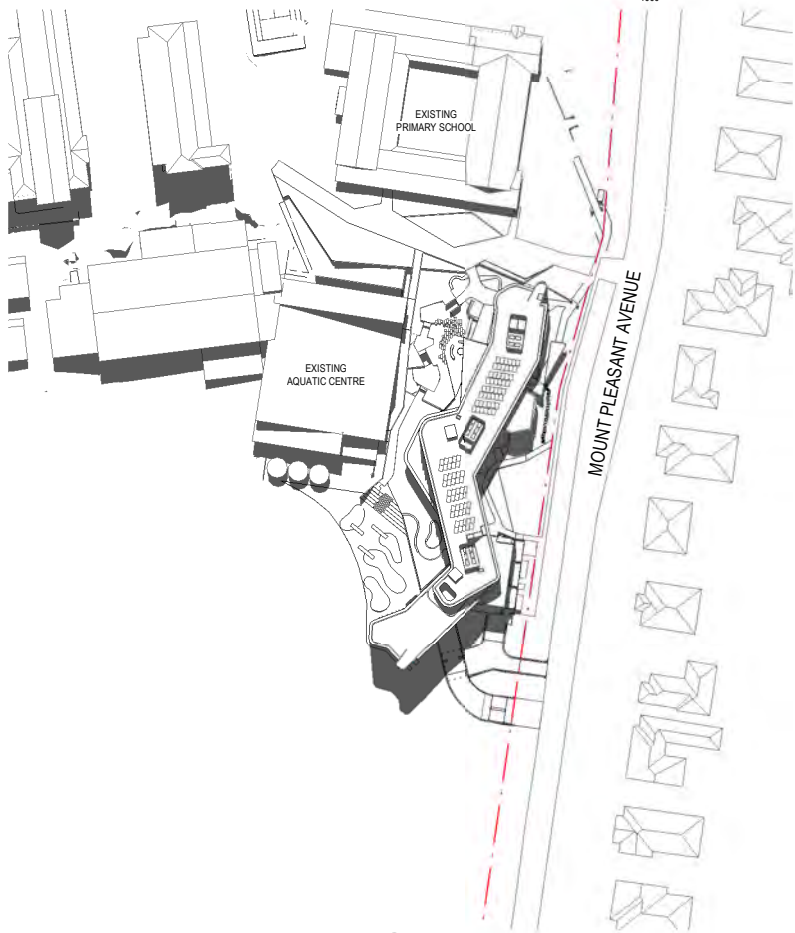 EXISTING
PRIMARY SCHOOL
MOUNT PLEASANT AVENUE
EXISTING
AQUATIC CENTRE